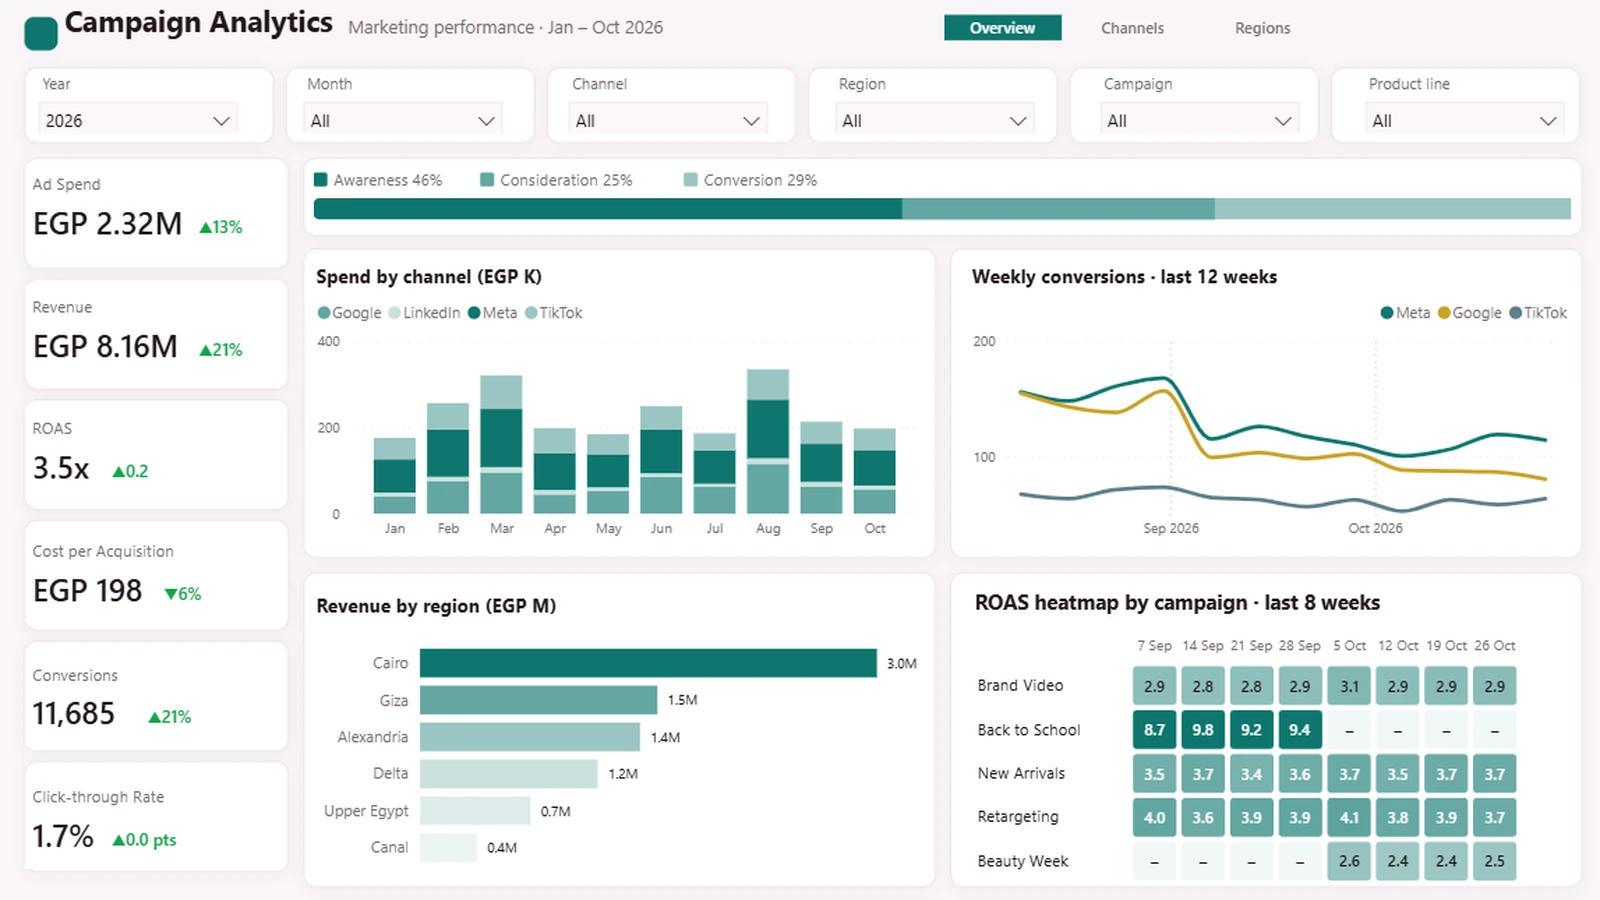 Campaign Analytics
Marketing performance · Jan – Oct 2026
Overview
Channels
Regions
Year
2026
Month
All
Channel
All
Region
All
Campaign
All
Product line
All
Ad Spend
EGP 2.32M ▲13%
Revenue
EGP 8.16M ▲21%
ROAS
3.5x ▲0.2
Cost per Acquisition
EGP 198 ▼6%
Conversions
11,685 ▲21%
Click-through Rate
1.7% ▲0.0 pts
Awareness 46% Consideration 25% Conversion 29%
Spend by channel (EGP K)
Google LinkedIn Meta TikTok
400
200
0
Jan Feb Mar Apr May Jun Jul Aug Sep Oct
Weekly conversions · last 12 weeks
Meta Google TikTok
200
100
Sep 2026 Oct 2026
Revenue by region (EGP M)
Cairo 3.0M
Giza 1.5M
Alexandria 1.4M
Delta 1.2M
Upper Egypt 0.7M
Canal 0.4M
ROAS heatmap by campaign · last 8 weeks
7 Sep 14 Sep 21 Sep 28 Sep 5 Oct 12 Oct 19 Oct 26 Oct
Brand Video 2.9 2.8 2.8 2.9 3.1 2.9 2.9 2.9
Back to School 8.7 9.8 9.2 9.4 – – – –
New Arrivals 3.5 3.7 3.4 3.6 3.7 3.5 3.7 3.7
Retargeting 4.0 3.6 3.9 3.9 4.1 3.8 3.9 3.7
Beauty Week – – – – 2.6 2.4 2.4 2.5